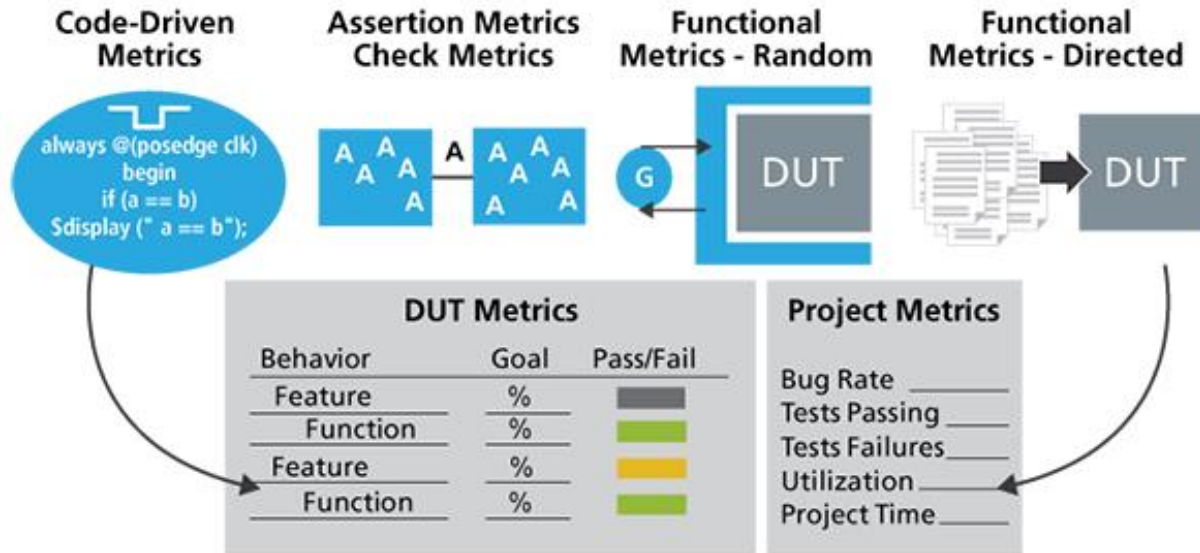 Code-Driven
Metrics
Assertion Metrics
Check Metrics
Functional
Metrics - Random
Functional
Metrics - Directed
always @(posedge clk)
begin
if (a == b)
$display (" a == b");
A A A A A A
A
A A A A A A
G
DUT
DUT
DUT Metrics
Behavior Goal Pass/Fail
Feature %
Function %
Feature %
Function %
Project Metrics
Bug Rate
Tests Passing
Tests Failures
Utilization
Project Time